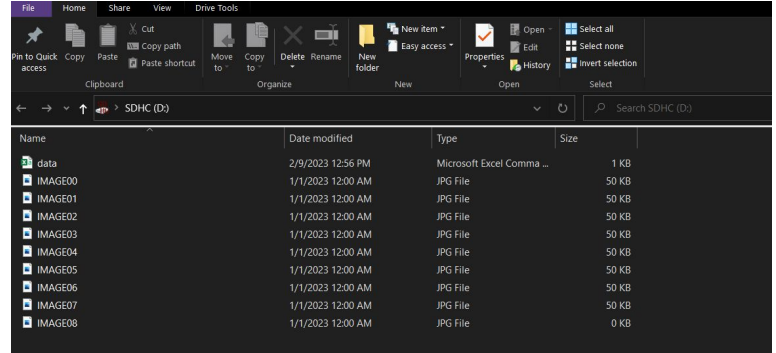 File Home Share View Drive Tools
Pin to Quick access Copy Paste Cut Copy path Paste shortcut Move to Copy to Delete Rename New folder New item Easy access Properties Open Edit History Select all Select none Invert selection
Clipboard Organize New Open Select
SDHC (D:) Search SDHC (D:)
Name Date modified Type Size
data 2/9/2023 12:56 PM Microsoft Excel Comma ... 1 KB
IMAGE00 1/1/2023 12:00 AM JPG File 50 KB
IMAGE01 1/1/2023 12:00 AM JPG File 50 KB
IMAGE02 1/1/2023 12:00 AM JPG File 50 KB
IMAGE03 1/1/2023 12:00 AM JPG File 50 KB
IMAGE04 1/1/2023 12:00 AM JPG File 50 KB
IMAGE05 1/1/2023 12:00 AM JPG File 50 KB
IMAGE06 1/1/2023 12:00 AM JPG File 50 KB
IMAGE07 1/1/2023 12:00 AM JPG File 50 KB
IMAGE08 1/1/2023 12:00 AM JPG File 0 KB